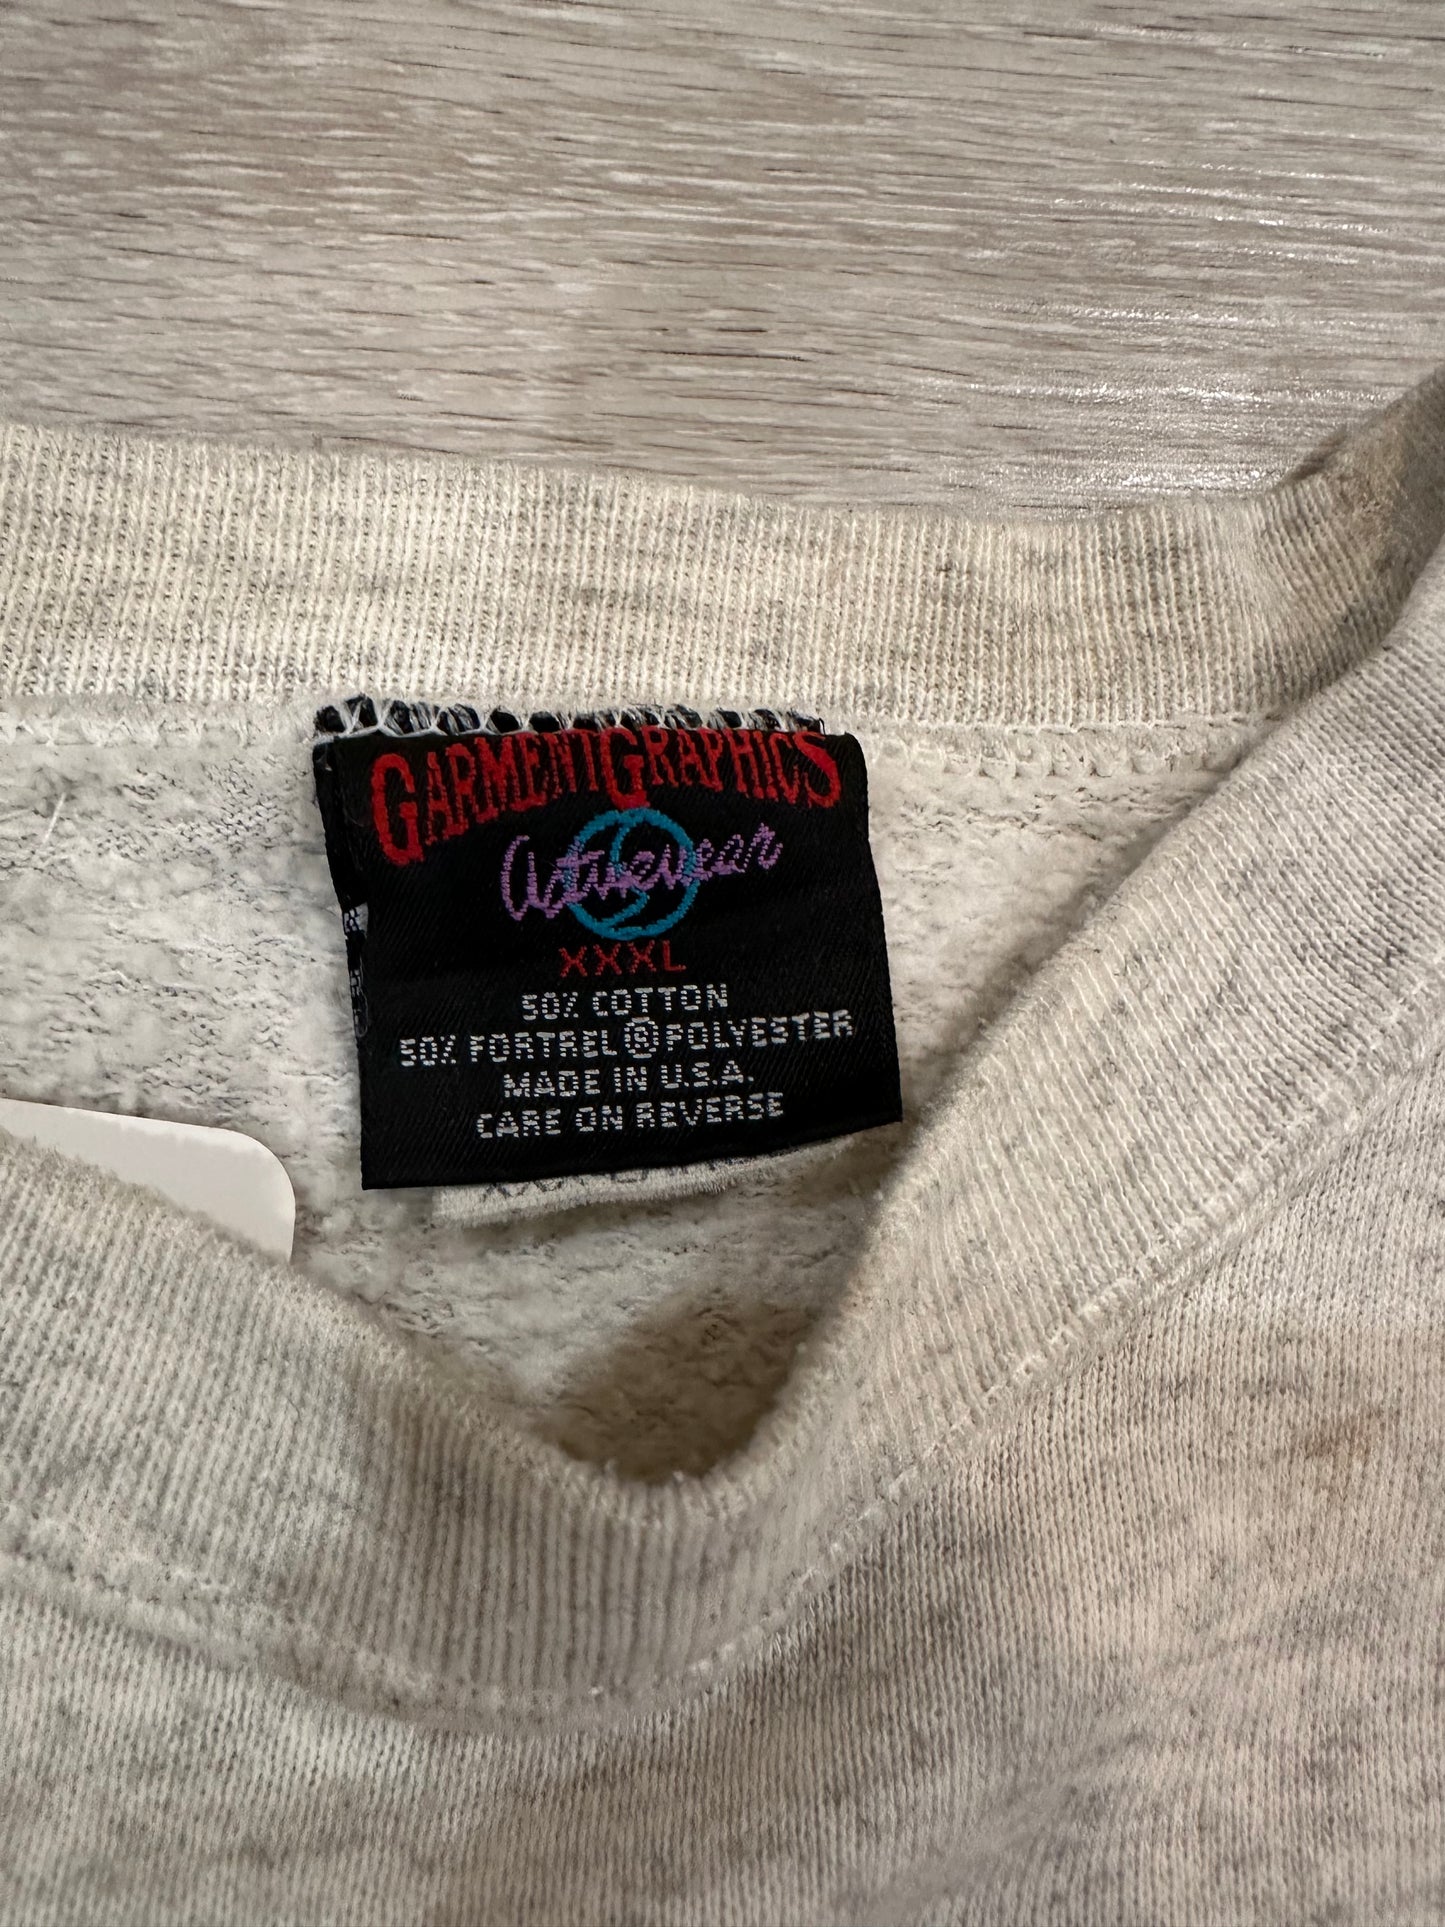 GARMENTGRAPHICS
Activewear
XXXL
50% COTTON
50% FORTREL®POLYESTER
MADE IN U.S.A.
CARE ON REVERSE